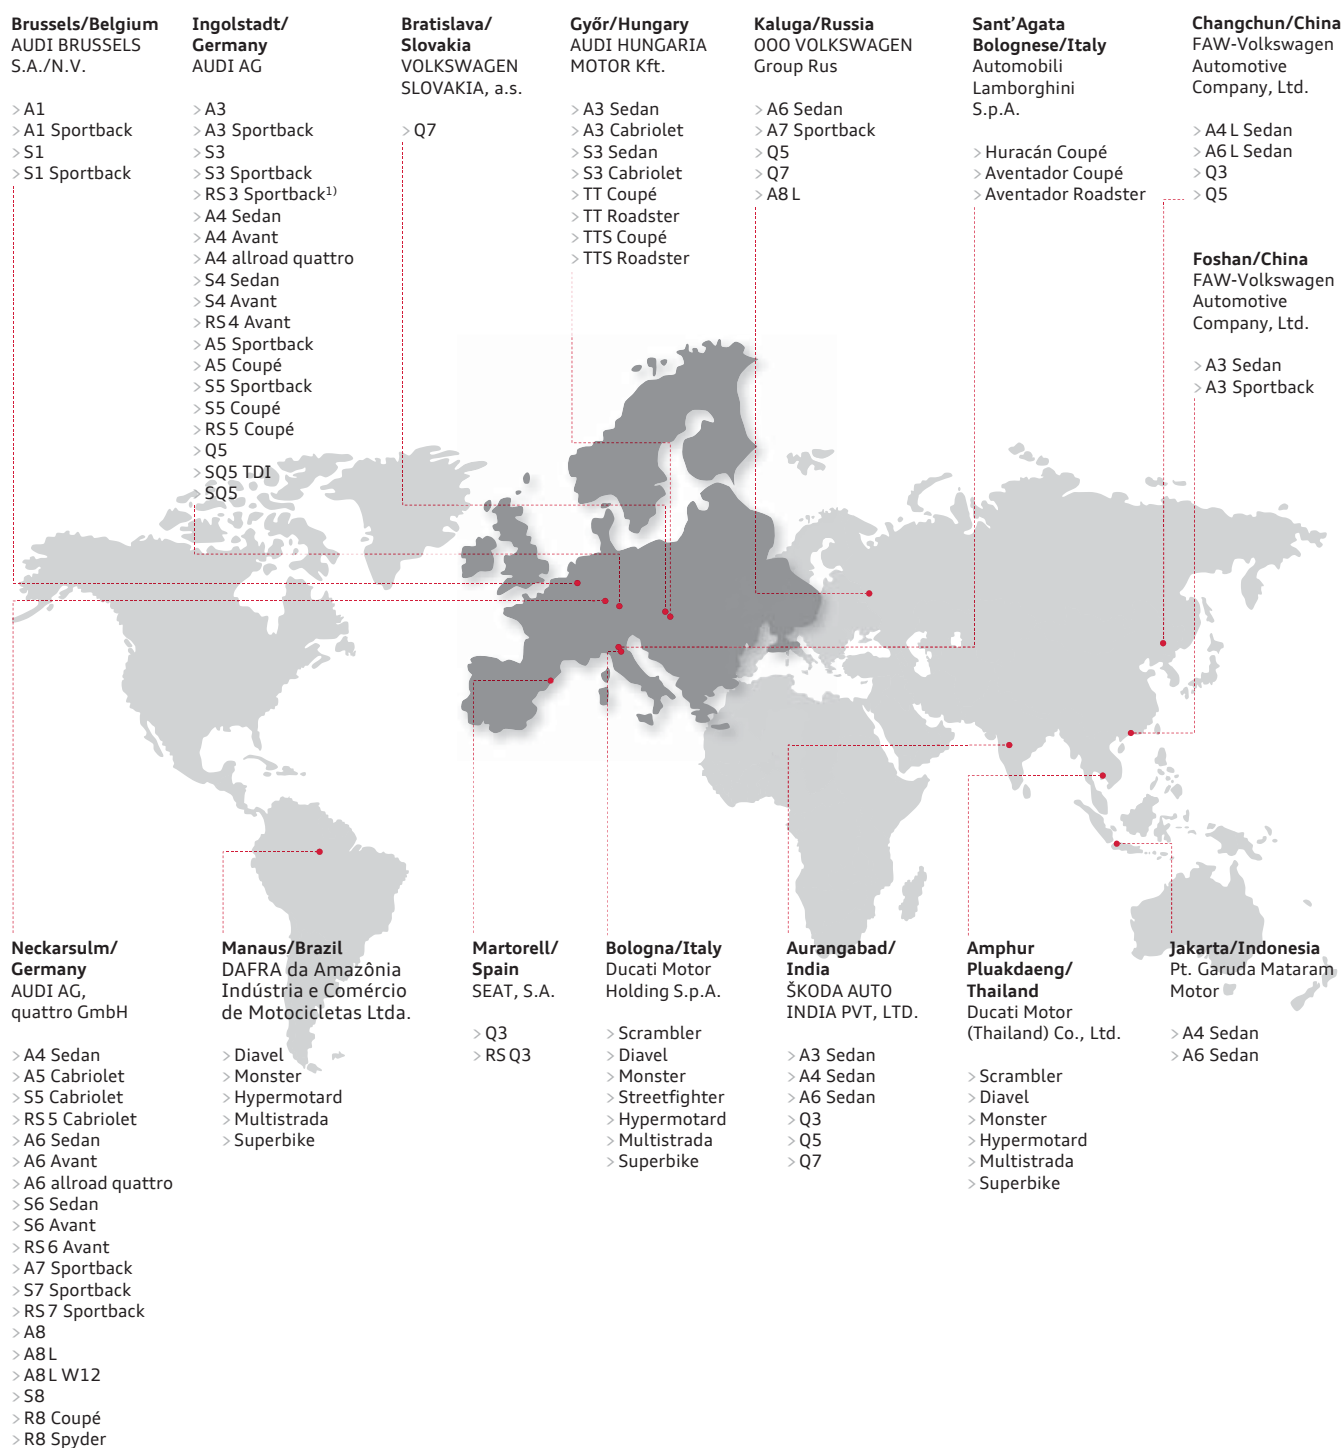 Brussels/Belgium
AUDI BRUSSELS
S.A./N.V.
> A1
> A1 Sportback
> S1
> S1 Sportback
Ingolstadt/
Germany
AUDI AG
> A3
> A3 Sportback
> S3
> S3 Sportback
> RS 3 Sportback1)
> A4 Sedan
> A4 Avant
> A4 allroad quattro
> S4 Sedan
> S4 Avant
> RS 4 Avant
> A5 Sportback
> A5 Coupé
> S5 Sportback
> S5 Coupé
> RS 5 Coupé
> Q5
> SQ5 TDI
> SQ5
Bratislava/
Slovakia
VOLKSWAGEN
SLOVAKIA, a.s.
> Q7
Győr/Hungary
AUDI HUNGARIA
MOTOR Kft.
> A3 Sedan
> A3 Cabriolet
> S3 Sedan
> S3 Cabriolet
> TT Coupé
> TT Roadster
> TTS Coupé
> TTS Roadster
Kaluga/Russia
OOO VOLKSWAGEN
Group Rus
> A6 Sedan
> A7 Sportback
> Q5
> Q7
> A8 L
Sant'Agata
Bolognese/Italy
Automobili
Lamborghini
S.p.A.
> Huracán Coupé
> Aventador Coupé
> Aventador Roadster
Changchun/China
FAW-Volkswagen
Automotive
Company, Ltd.
> A4 L Sedan
> A6 L Sedan
> Q3
> Q5
Foshan/China
FAW-Volkswagen
Automotive
Company, Ltd.
> A3 Sedan
> A3 Sportback
Neckarsulm/
Germany
AUDI AG,
quattro GmbH
> A4 Sedan
> A5 Cabriolet
> S5 Cabriolet
> RS 5 Cabriolet
> A6 Sedan
> A6 Avant
> A6 allroad quattro
> S6 Sedan
> S6 Avant
> RS 6 Avant
> A7 Sportback
> S7 Sportback
> RS 7 Sportback
> A8
> A8 L
> A8 L W12
> S8
> R8 Coupé
> R8 Spyder
Manaus/Brazil
DAFRA da Amazônia
Indústria e Comércio
de Motocicletas Ltda.
> Diavel
> Monster
> Hypermotard
> Multistrada
> Superbike
Martorell/
Spain
SEAT, S.A.
> Q3
> RS Q3
Bologna/Italy
Ducati Motor
Holding S.p.A.
> Scrambler
> Diavel
> Monster
> Streetfighter
> Hypermotard
> Multistrada
> Superbike
Aurangabad/
India
ŠKODA AUTO
INDIA PVT, LTD.
> A3 Sedan
> A4 Sedan
> A6 Sedan
> Q3
> Q5
> Q7
Amphur
Pluakdaeng/
Thailand
Ducati Motor
(Thailand) Co., Ltd.
> Scrambler
> Diavel
> Monster
> Hypermotard
> Multistrada
> Superbike
Jakarta/Indonesia
Pt. Garuda Mataram
Motor
> A4 Sedan
> A6 Sedan